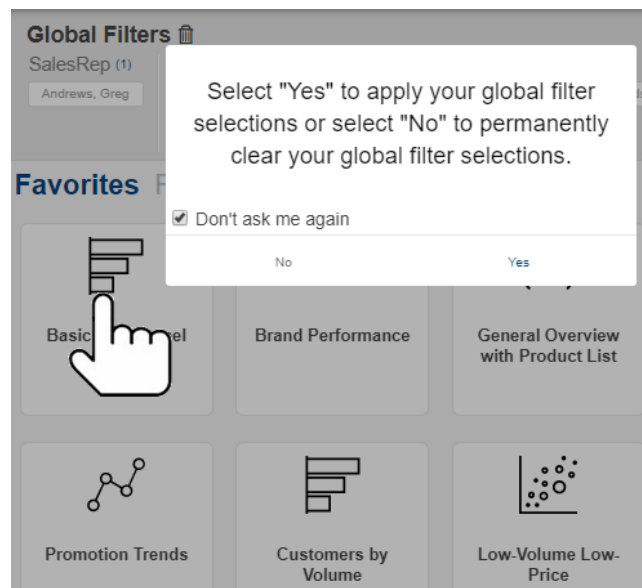 Global Filters
SalesRep (1)
Andrews, Greg
Select "Yes" to apply your global filter
selections or select "No" to permanently
clear your global filter selections.
Favorites
Don't ask me again
No Yes
Basic
Brand Performance
General Overview
with Product List
Promotion Trends
Customers by
Volume
Low-Volume Low-
Price